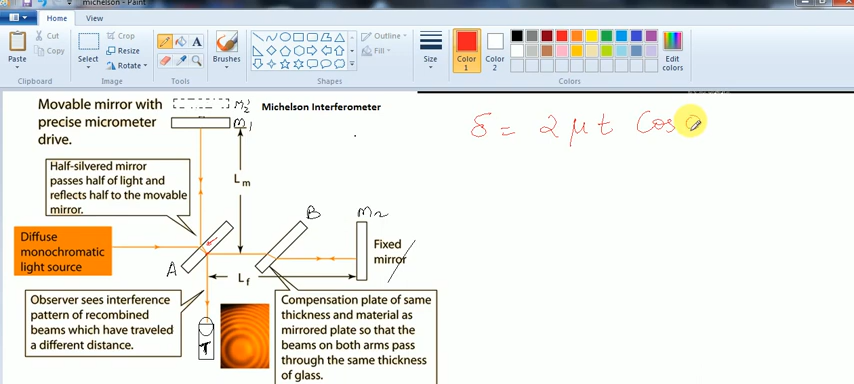 michelson - Paint
Home
View
Paste
Cut
Copy
Clipboard
Select
Crop
Resize
Rotate
Image
Tools
Brushes
Outline
Fill
Shapes
Size
Color 1
Color 2
Edit colors
Colors
Movable mirror with
precise micrometer
drive.
M2'
M1
Michelson Interferometer
δ = 2 μ t Cos
Half-silvered mirror
passes half of light and
reflects half to the movable
mirror.
Lm
B
M2
Diffuse
monochromatic
light source
A
Fixed
mirror
Lf
Observer sees interference
pattern of recombined
beams which have traveled
a different distance.
T
Compensation plate of same
thickness and material as
mirrored plate so that the
beams on both arms pass
through the same thickness
of glass.